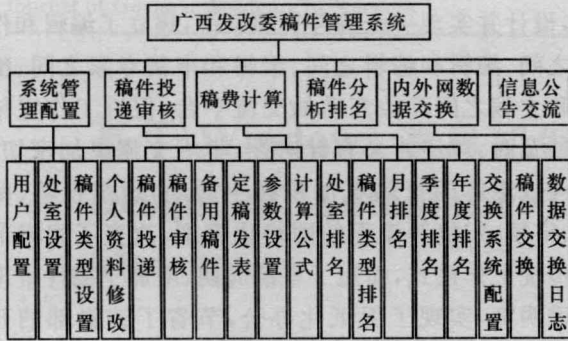 广西发改委稿件管理系统
系统管
理配置
稿件投
递审核
稿费计算
稿件分
析排名
内外网数
据交换
信息公
告交流
用户配置
处室设置
稿件类型设置
个人资料修改
稿件投递
稿件审核
备用稿件
定稿发表
参数设置
计算公式
处室排名
稿件类型排名
月排名
季度排名
年度排名
交换系统配置
稿件交换
数据交换日志